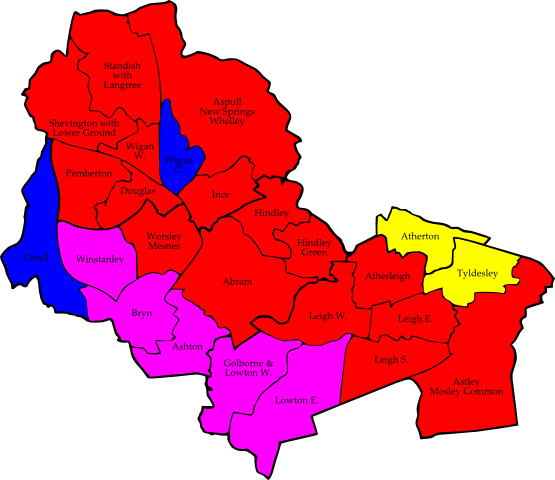 Standish
with
Langtree
Aspull
New Springs
Whelley
Shevington with
Lower Ground
Wigan
W.
Wigan
C.
Pemberton
Douglas
Ince
Hindley
Hindley
Green
Worsley
Mesnes
Winstanley
Orrell
Atherton
Tyldesley
Atherleigh
Abram
Bryn
Leigh W.
Leigh E.
Ashton
Golborne &
Lowton W.
Leigh S.
Lowton E.
Astley
Mosley Common